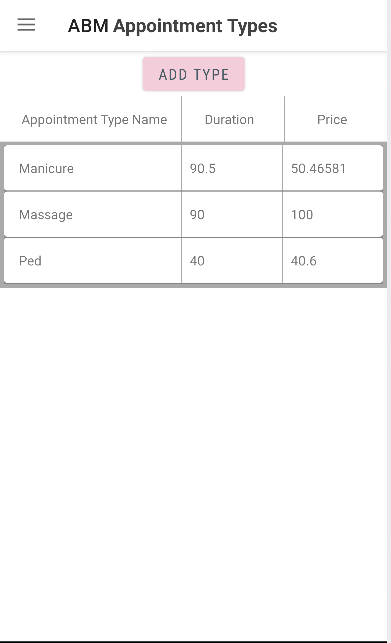 ABM Appointment Types
ADD TYPE
Appointment Type Name Duration Price
Manicure 90.5 50.46581
Massage 90 100
Ped 40 40.6